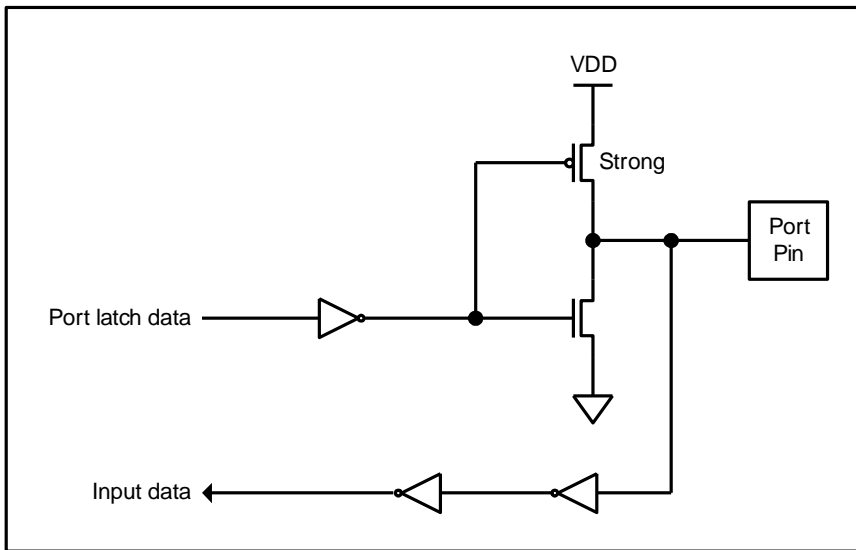 VDD
Strong
Port
Pin
Port latch data
Input data